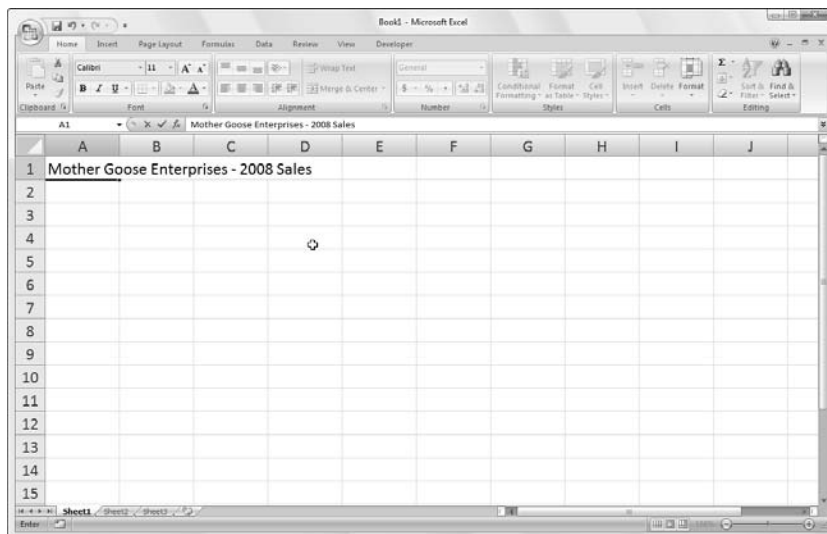 Book1 - Microsoft Excel
Home Insert Page Layout Formulas Data Review View Developer
Calibri 11 A A Wrap Text General
Paste B I U A Merge & Center $ % , Conditional Formatting Format as Table Cell Styles Insert Delete Format Σ Sort & Filter Find & Select
Clipboard Font Alignment Number Styles Cells Editing
A1 fx Mother Goose Enterprises - 2008 Sales
A B C D E F G H I J
1 Mother Goose Enterprises - 2008 Sales
2
3
4
5
6
7
8
9
10
11
12
13
14
15
Sheet1 Sheet2 Sheet3
Enter